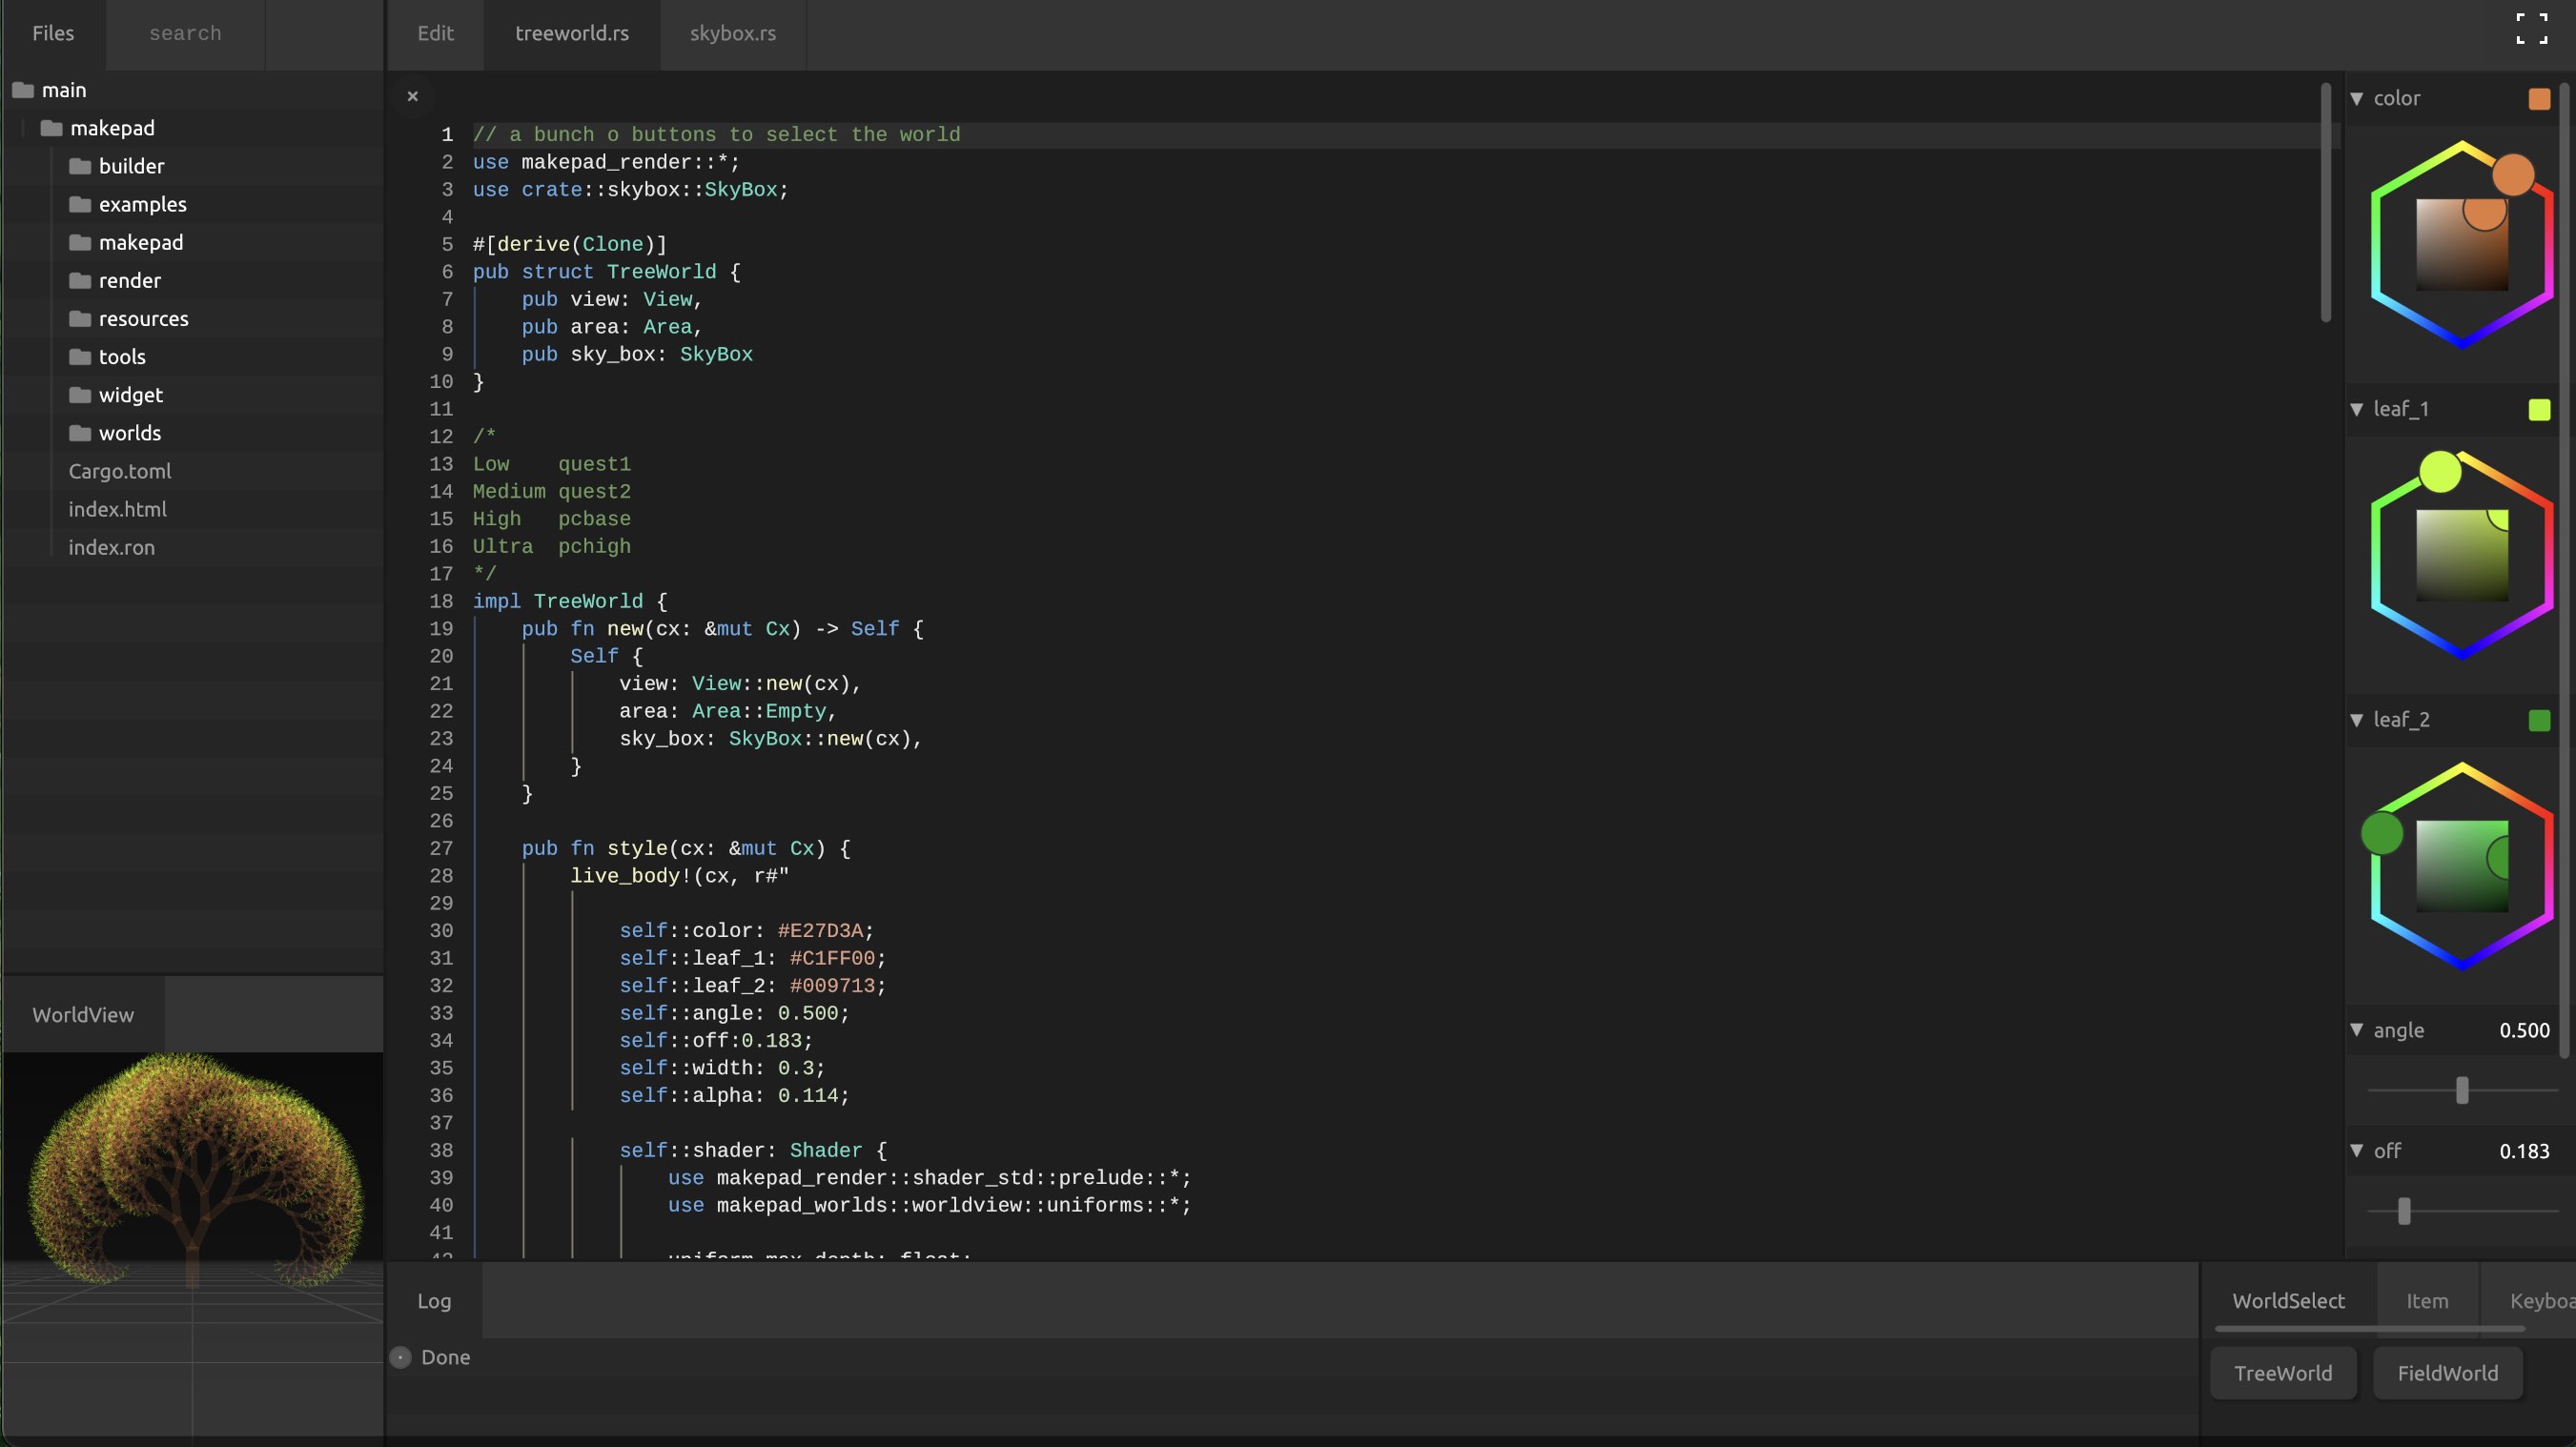 Files
search
main
makepad
builder
examples
makepad
render
resources
tools
widget
worlds
Cargo.toml
index.html
index.ron
WorldView
Edit
treeworld.rs
skybox.rs
×
1 // a bunch o buttons to select the world
2 use makepad_render::*;
3 use crate::skybox::SkyBox;
4
5 #[derive(Clone)]
6 pub struct TreeWorld {
7     pub view: View,
8     pub area: Area,
9     pub sky_box: SkyBox
10 }
11
12 /*
13 Low    quest1
14 Medium quest2
15 High   pcbase
16 Ultra  pchigh
17 */
18 impl TreeWorld {
19     pub fn new(cx: &mut Cx) -> Self {
20         Self {
21             view: View::new(cx),
22             area: Area::Empty,
23             sky_box: SkyBox::new(cx),
24         }
25     }
26
27     pub fn style(cx: &mut Cx) {
28         live_body!(cx, r#"
29
30             self::color: #E27D3A;
31             self::leaf_1: #C1FF00;
32             self::leaf_2: #009713;
33             self::angle: 0.500;
34             self::off:0.183;
35             self::width: 0.3;
36             self::alpha: 0.114;
37
38             self::shader: Shader {
39                 use makepad_render::shader_std::prelude::*;
40                 use makepad_worlds::worldview::uniforms::*;
41
42                 uniform max_depth: float;
color
leaf_1
leaf_2
angle 0.500
off 0.183
Log
Done
WorldSelect
Item
Keyboa
TreeWorld
FieldWorld